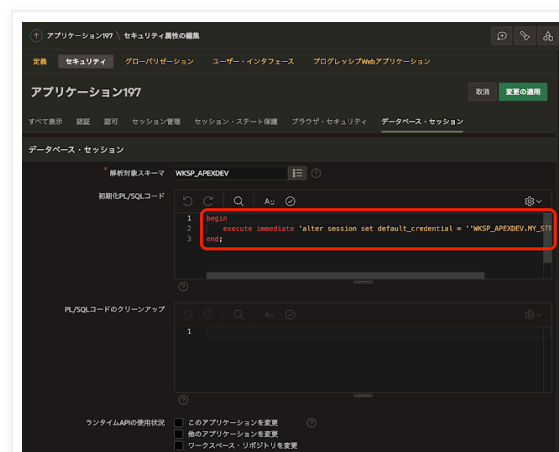 アプリケーション197 \ セキュリティ属性の編集
定義 セキュリティ グローバリゼーション ユーザー・インタフェース プログレッシブWebアプリケーション
アプリケーション197 取消 変更の適用
すべて表示 認証 認可 セッション管理 セッション・ステート保護 ブラウザ・セキュリティ データベース・セッション
データベース・セッション
* 解析対象スキーマ WKSP_APEXDEV
初期化PL/SQLコード
1 begin
2 execute immediate 'alter session set default_credential = ''WKSP_APEXDEV.MY_STR
3 end;
PL/SQLコードのクリーンアップ
1
ランタイムAPIの使用状況 このアプリケーションを変更
他のアプリケーションを変更
ワークスペース・リポジトリを変更